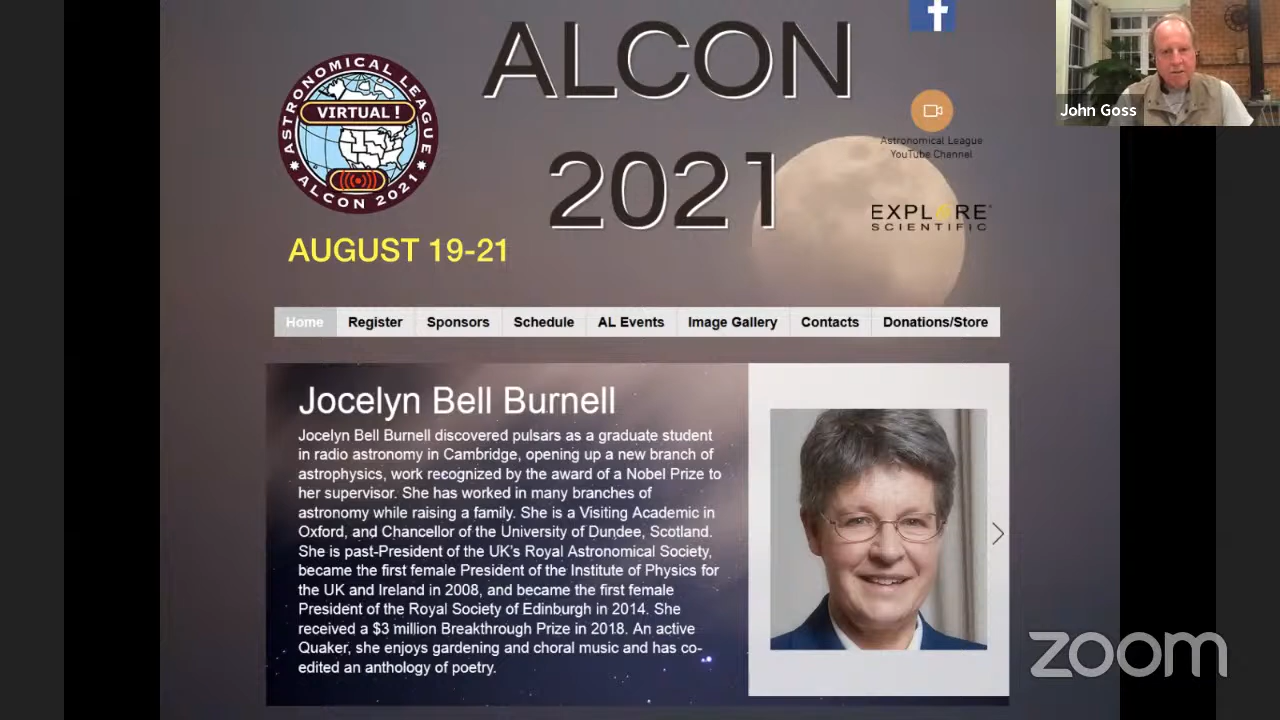 ALCON
2021
ASTRONOMICAL LEAGUE
VIRTUAL !
ALCON 2021
AUGUST 19-21
Astronomical League
YouTube Channel
EXPLORE
SCIENTIFIC
John Goss
Home Register Sponsors Schedule AL Events Image Gallery Contacts Donations/Store
Jocelyn Bell Burnell
Jocelyn Bell Burnell discovered pulsars as a graduate student
in radio astronomy in Cambridge, opening up a new branch of
astrophysics, work recognized by the award of a Nobel Prize to
her supervisor. She has worked in many branches of
astronomy while raising a family. She is a Visiting Academic in
Oxford, and Chancellor of the University of Dundee, Scotland.
She is past-President of the UK's Royal Astronomical Society,
became the first female President of the Institute of Physics for
the UK and Ireland in 2008, and became the first female
President of the Royal Society of Edinburgh in 2014. She
received a $3 million Breakthrough Prize in 2018. An active
Quaker, she enjoys gardening and choral music and has co-
edited an anthology of poetry.
zoom